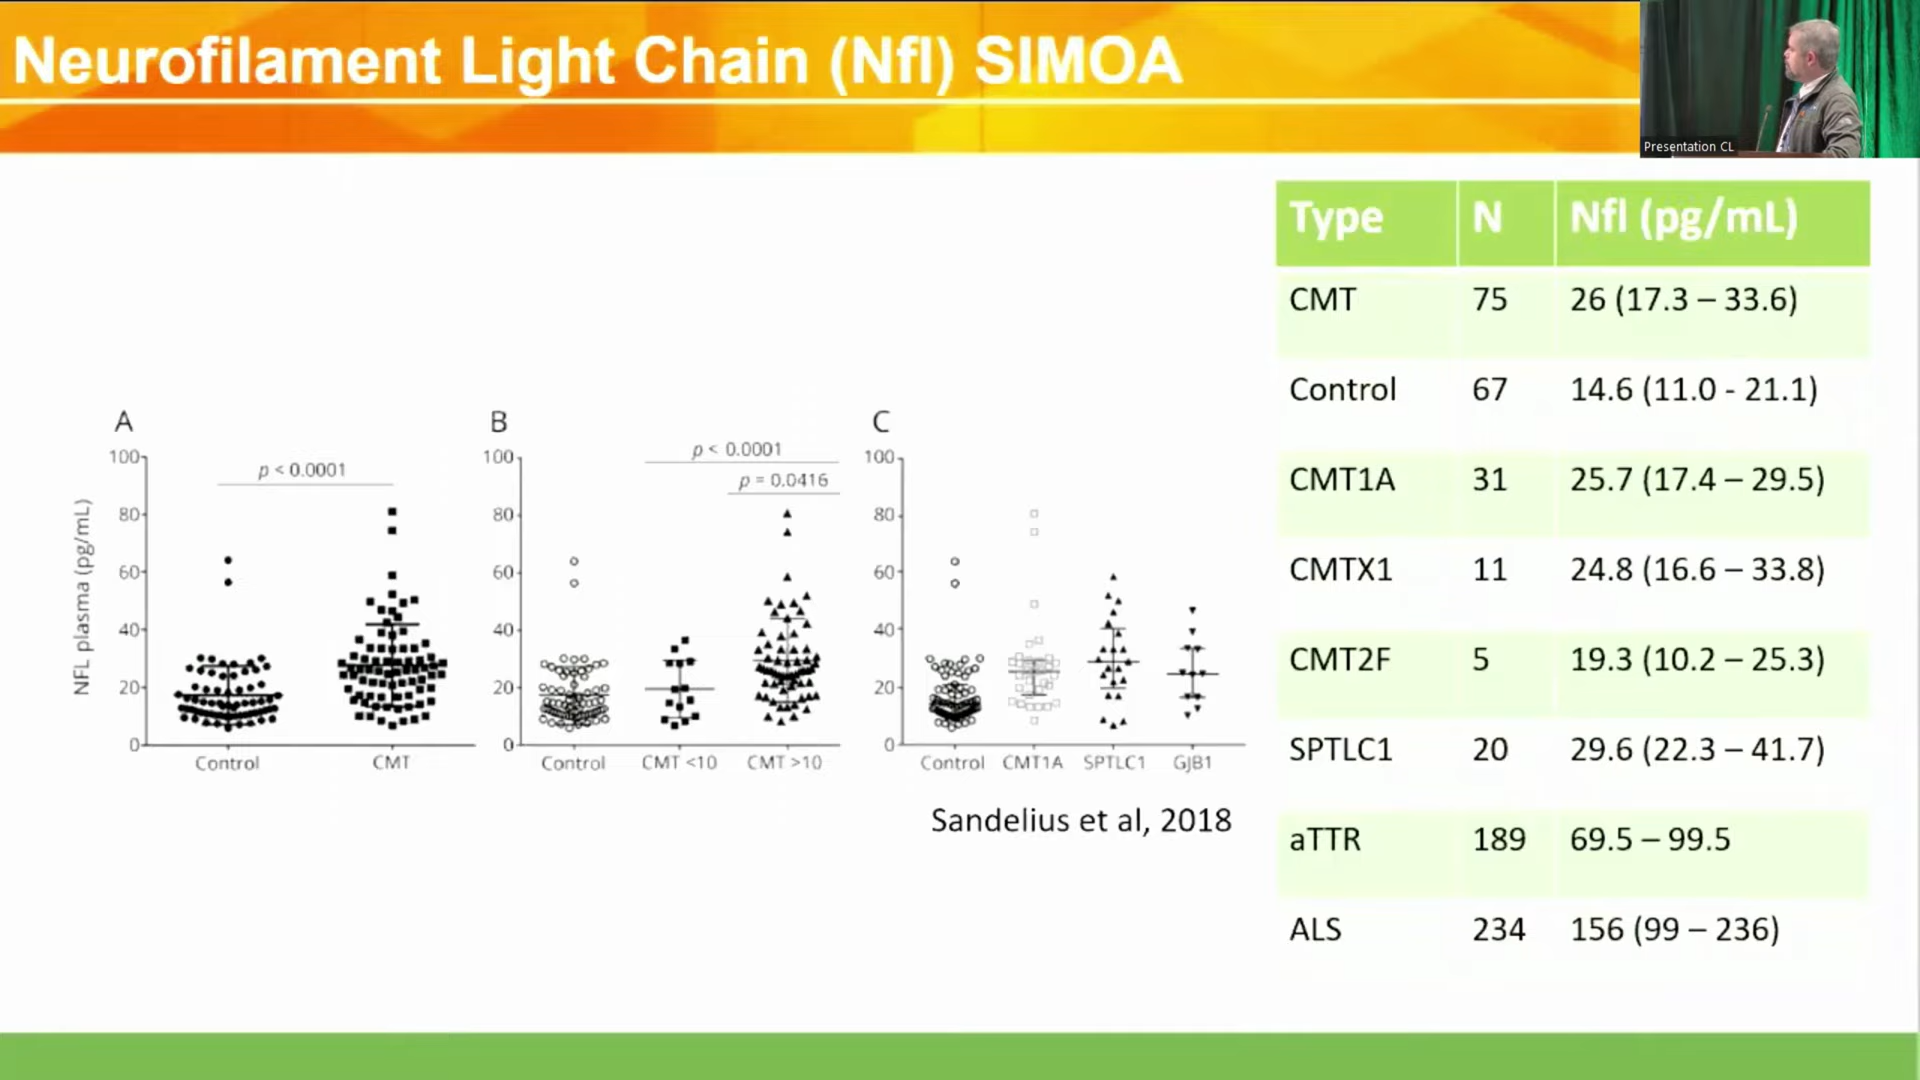 Neurofilament Light Chain (Nfl) SIMOA
Presentation CL
A
NFL plasma (pg/mL)
100
80
60
40
20
0
p < 0.0001
Control
CMT
B
100
80
60
40
20
0
p < 0.0001
p = 0.0416
Control
CMT <10
CMT >10
C
100
80
60
40
20
0
Control
CMT1A
SPTLC1
GJB1
Sandelius et al, 2018
Type N Nfl (pg/mL)
CMT 75 26 (17.3 – 33.6)
Control 67 14.6 (11.0 - 21.1)
CMT1A 31 25.7 (17.4 – 29.5)
CMTX1 11 24.8 (16.6 – 33.8)
CMT2F 5 19.3 (10.2 – 25.3)
SPTLC1 20 29.6 (22.3 – 41.7)
aTTR 189 69.5 – 99.5
ALS 234 156 (99 – 236)